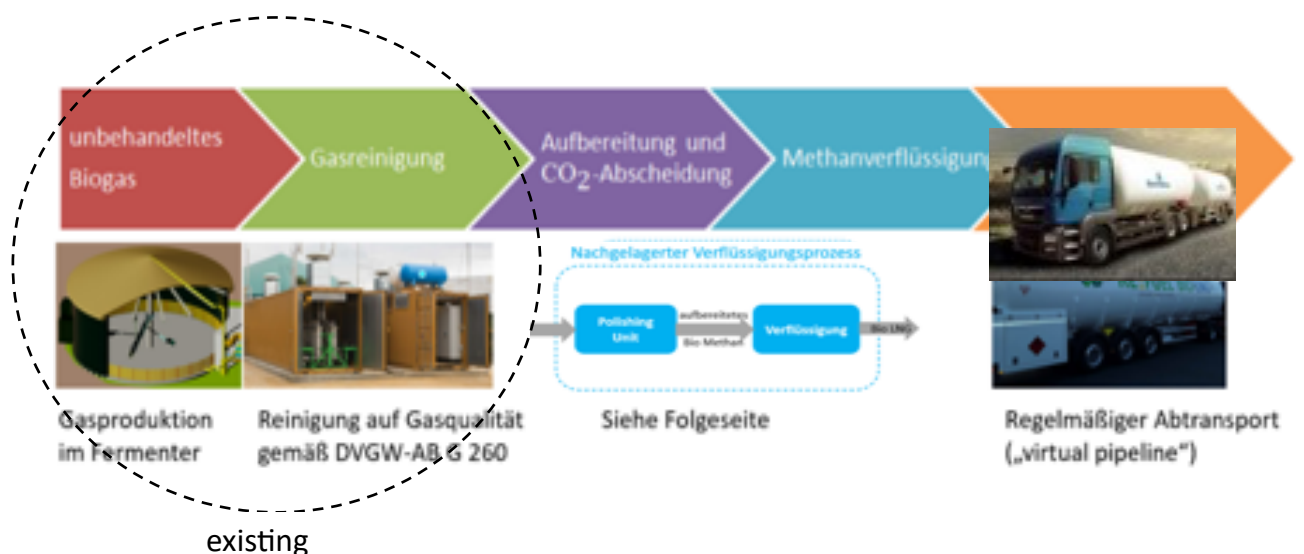 unbehandeltes
Biogas
Gasreinigung
Aufbereitung und
CO2-Abscheidung
Methanverflüssigung
Nachgelagerter Verflüssigungsprozess
Polishing
Unit
aufbereitetes
Bio Methan
Verflüssigung
Bio LNG
Gasproduktion
im Fermenter
Reinigung auf Gasqualität
gemäß DVGW-AB G 260
Siehe Folgeseite
Regelmäßiger Abtransport
(„virtual pipeline“)
existing